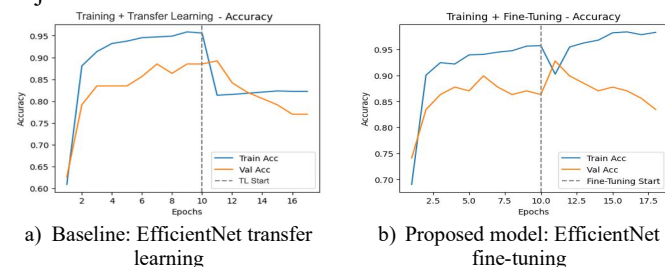 Training + Transfer Learning - Accuracy
0.95
0.90
0.85
0.80
0.75
0.70
0.65
0.60
Accuracy
2 4 6 8 10 12 14 16
Epochs
Train Acc
Val Acc
TL Start
Training + Fine-Tuning - Accuracy
0.95
0.90
0.85
0.80
0.75
0.70
Accuracy
2.5 5.0 7.5 10.0 12.5 15.0 17.5
Epochs
Train Acc
Val Acc
Fine-Tuning Start
a) Baseline: EfficientNet transfer
learning
b) Proposed model: EfficientNet
fine-tuning